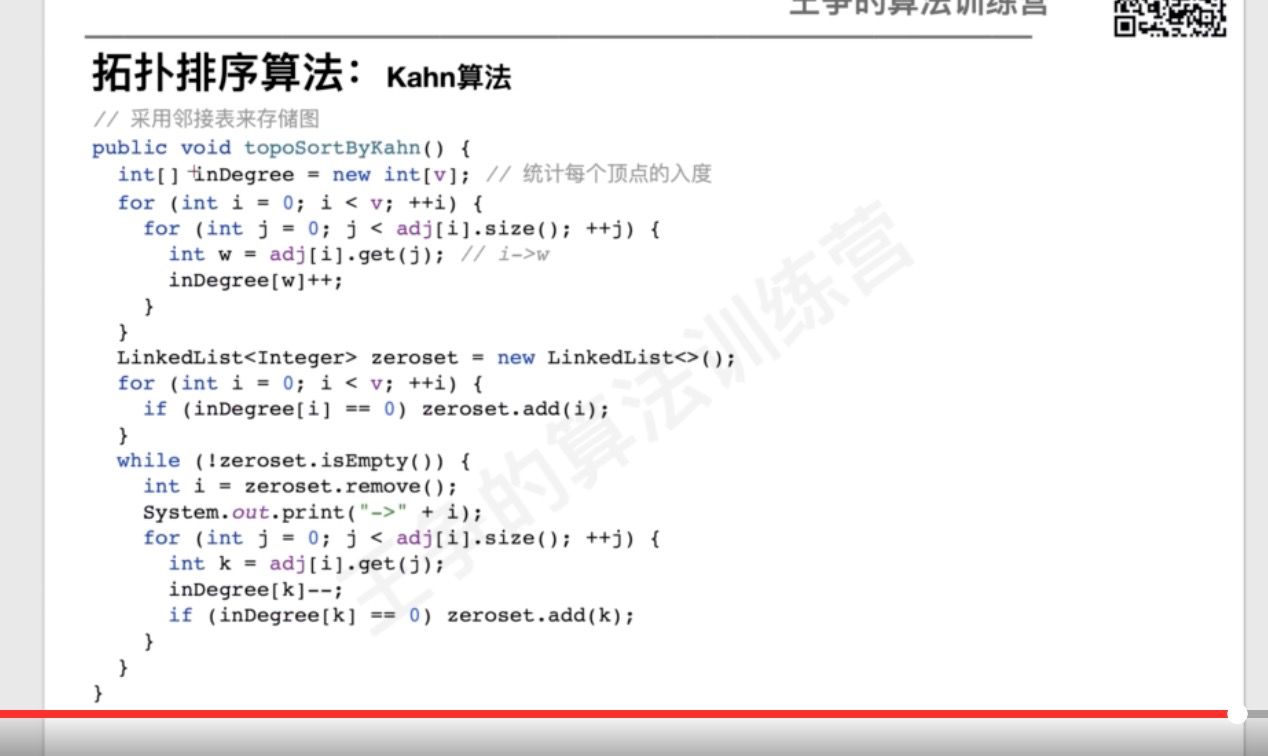 王争的算法训练营
拓扑排序算法：Kahn算法
// 采用邻接表来存储图
public void topoSortByKahn() {
int[] inDegree = new int[v]; // 统计每个顶点的入度
for (int i = 0; i < v; ++i) {
for (int j = 0; j < adj[i].size(); ++j) {
int w = adj[i].get(j); // i->w
inDegree[w]++;
}
}
LinkedList<Integer> zeroset = new LinkedList<>();
for (int i = 0; i < v; ++i) {
if (inDegree[i] == 0) zeroset.add(i);
}
while (!zeroset.isEmpty()) {
int i = zeroset.remove();
System.out.print("->" + i);
for (int j = 0; j < adj[i].size(); ++j) {
int k = adj[i].get(j);
inDegree[k]--;
if (inDegree[k] == 0) zeroset.add(k);
}
}
}
王争的算法训练营